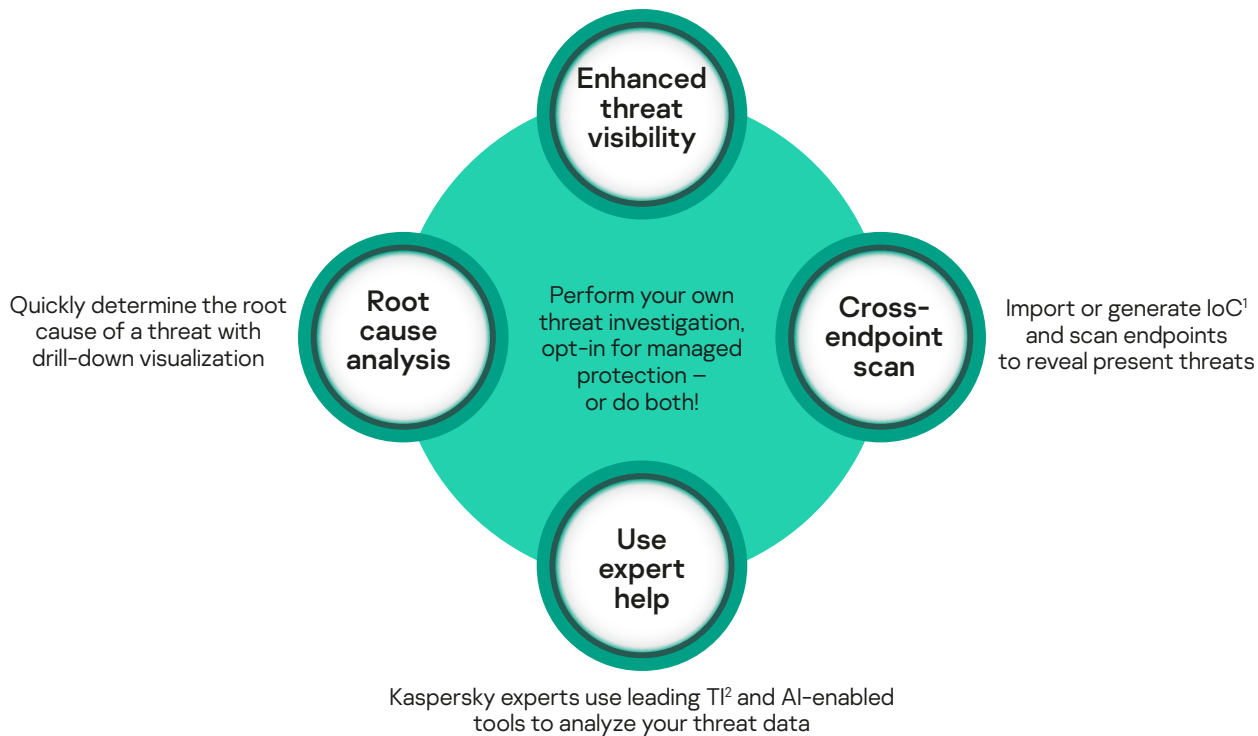 Enhanced
threat
visibility
Quickly determine the root
cause of a threat with
drill-down visualization
Root
cause
analysis
Perform your own
threat investigation,
opt-in for managed
protection –
or do both!
Cross-
endpoint
scan
Import or generate IoC¹
and scan endpoints
to reveal present threats
Use
expert
help
Kaspersky experts use leading TI² and AI-enabled
tools to analyze your threat data